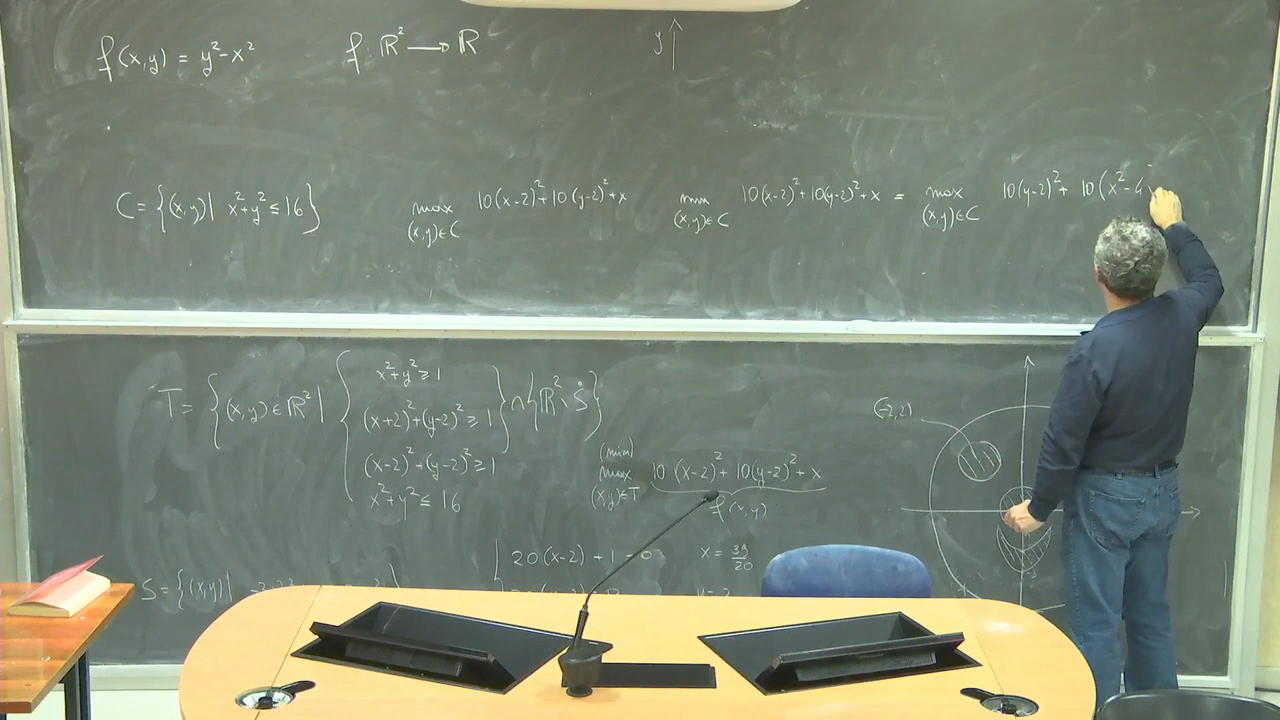 f(x,y) = y²-x² f: ℝ² → ℝ y
C = {(x,y) | x²+y² ≤ 16} max (x,y)∈C 10(x-2)²+10(y-2)²+x min (x,y)∈C 10(x-2)²+10(y-2)²+x = max (x,y)∈C 10(y-2)²+ 10(x²-4
T = {(x,y)∈ℝ² | { x²+y² ≥ 1
(x+2)²+(y-2)² ≥ 1 } ∩ {ℝ² \ S̊}
(x-2)²+(y-2)² ≥ 1
x²+y² ≤ 16
(min) max (x,y)∈T 10(x-2)²+10(y-2)²+x
f(x,y)
(-2,2)
20(x-2)+1=0 x = 39/20
S = {(x,y) |